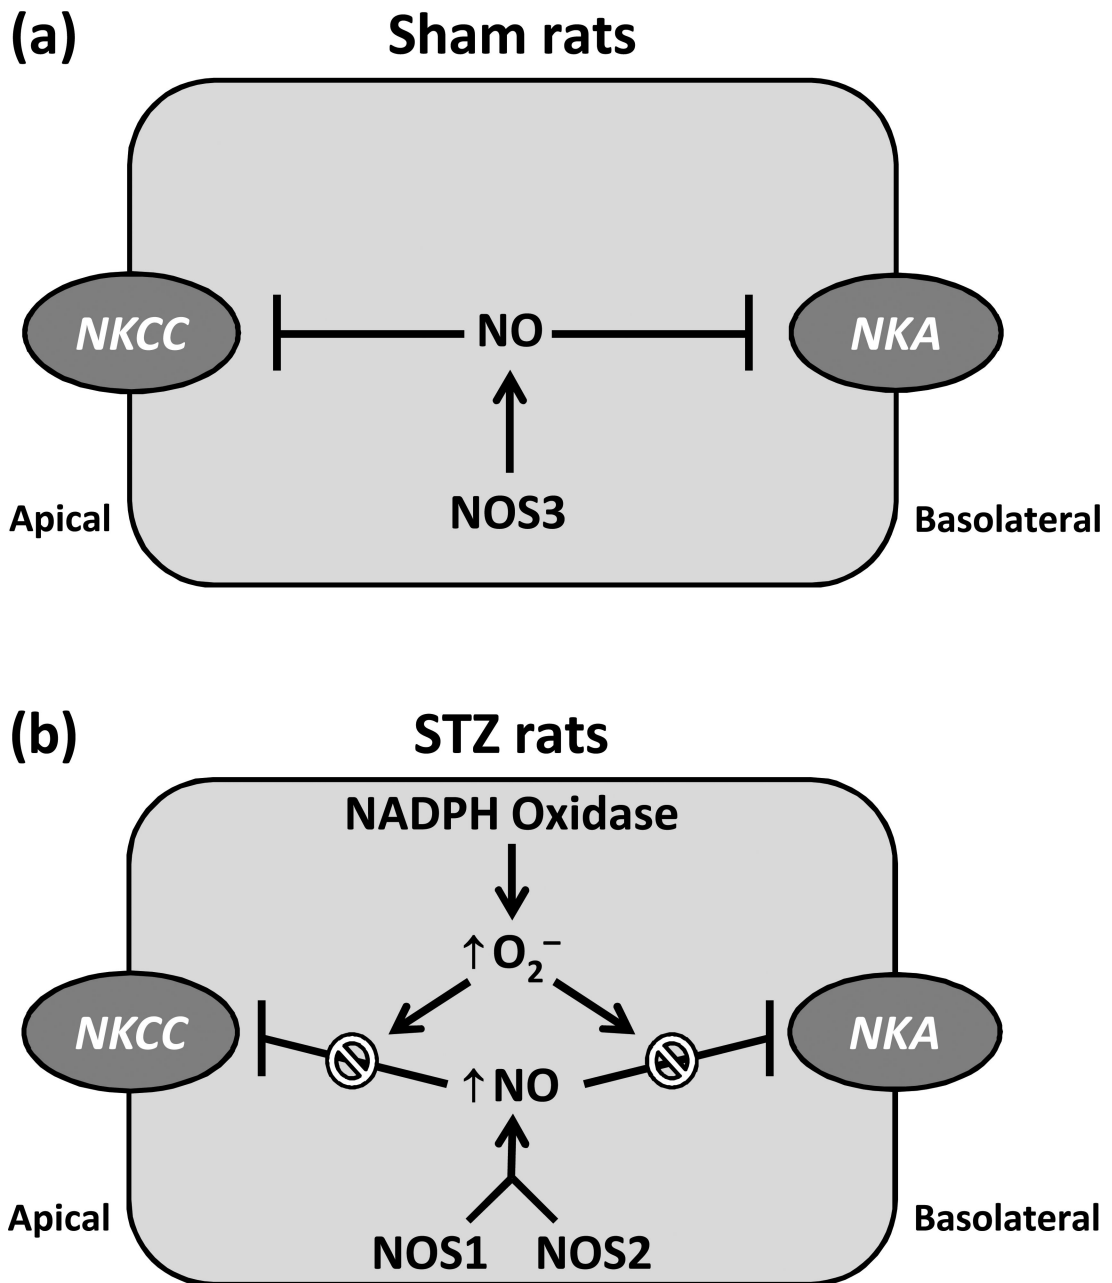 (a)
Sham rats
NKCC
NO
NKA
NOS3
Apical
Basolateral
(b)
STZ rats
NADPH Oxidase
↑O₂⁻
NKCC
NKA
↑NO
Apical
Basolateral
NOS1 NOS2